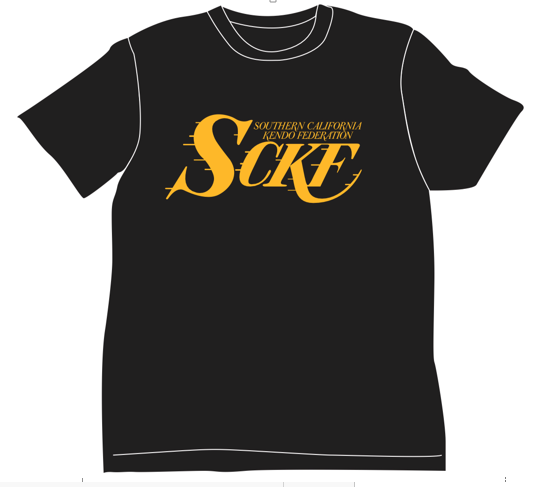 SOUTHERN CALIFORNIA
KENDO FEDERATION
SCKF